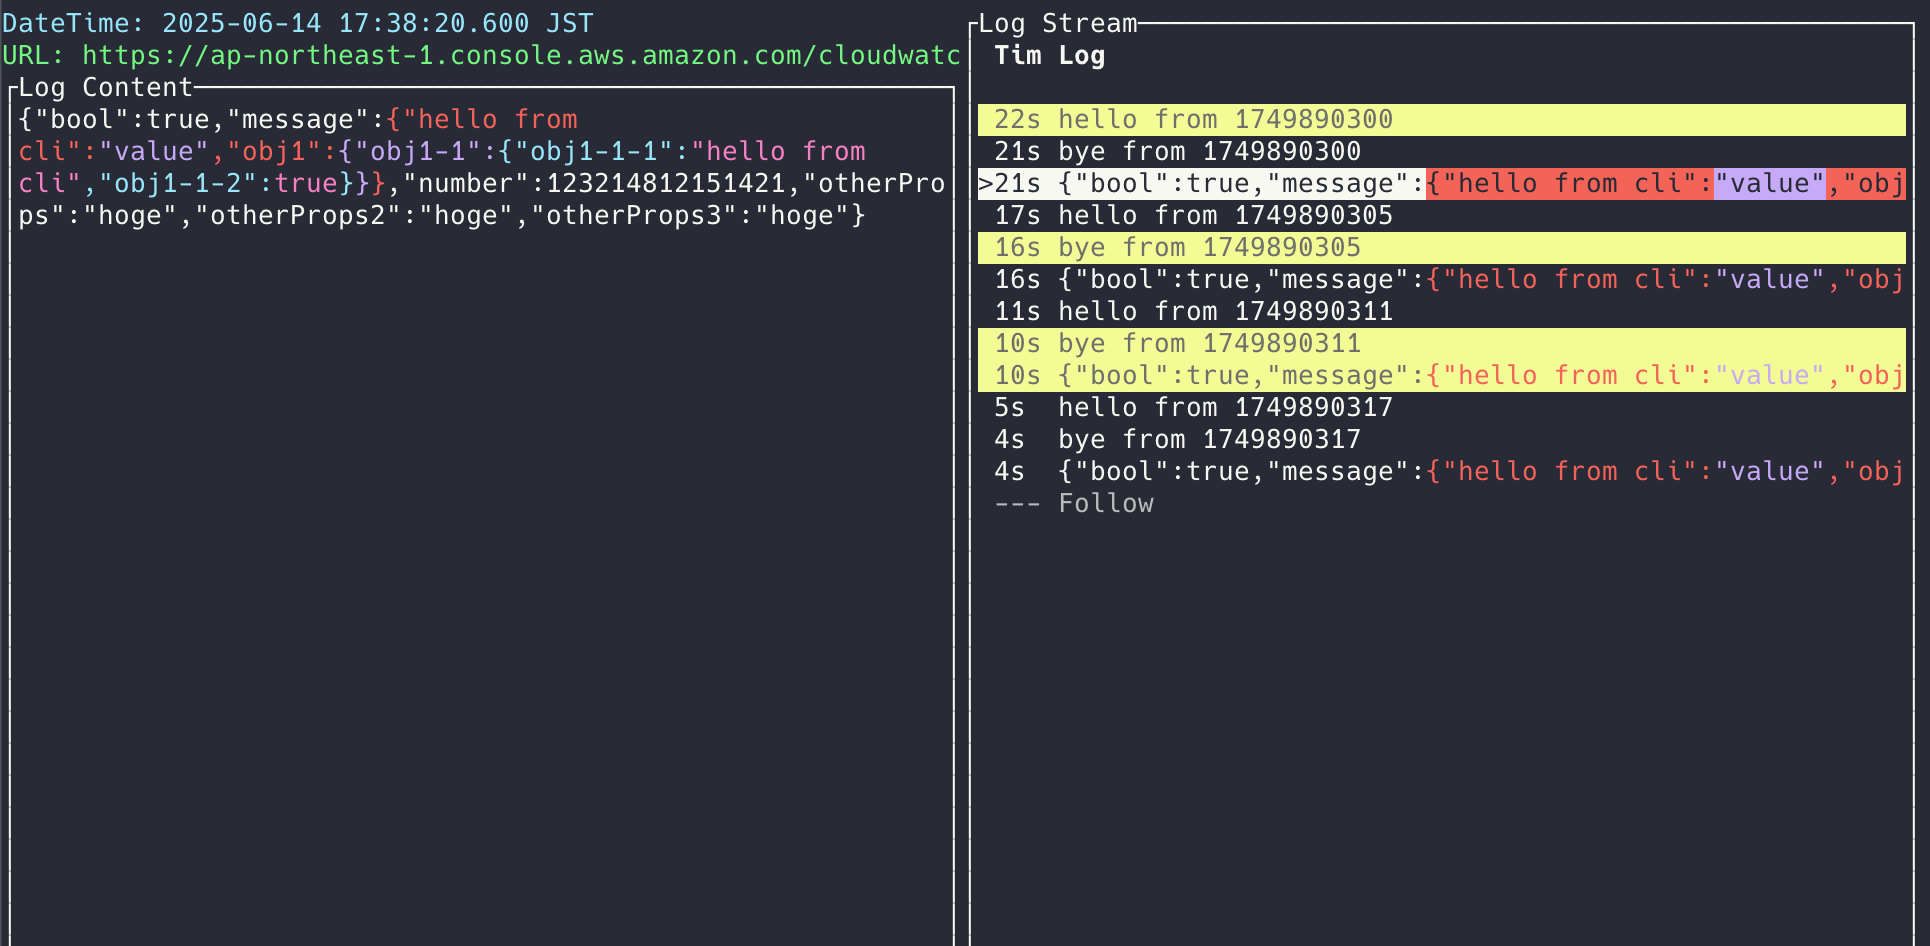 DateTime: 2025-06-14 17:38:20.600 JST
URL: https://ap-northeast-1.console.aws.amazon.com/cloudwatc
Log Content
{"bool":true,"message":{"hello from
cli":"value","obj1":{"obj1-1":{"obj1-1-1":"hello from
cli","obj1-1-2":true}}},"number":123214812151421,"otherPro
ps":"hoge","otherProps2":"hoge","otherProps3":"hoge"}
Log Stream
Tim Log
22s hello from 1749890300
21s bye from 1749890300
>21s {"bool":true,"message":{"hello from cli":"value","obj
17s hello from 1749890305
16s bye from 1749890305
16s {"bool":true,"message":{"hello from cli":"value","obj
11s hello from 1749890311
10s bye from 1749890311
10s {"bool":true,"message":{"hello from cli":"value","obj
5s hello from 1749890317
4s bye from 1749890317
4s {"bool":true,"message":{"hello from cli":"value","obj
--- Follow